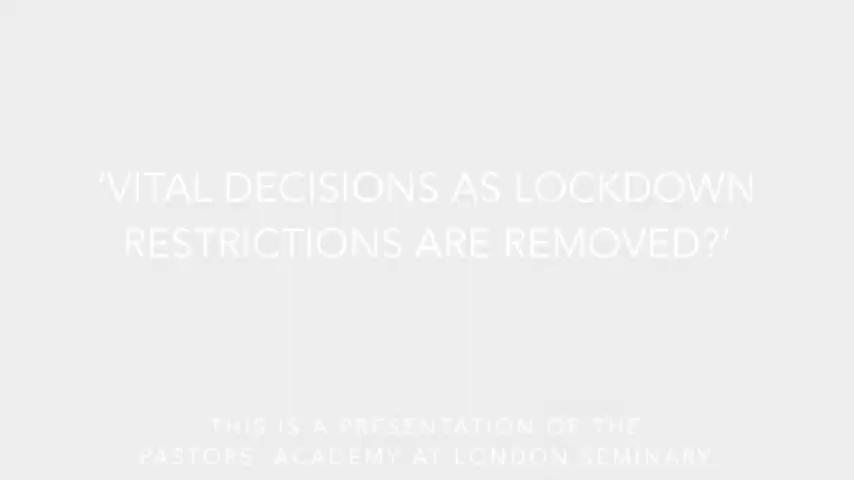 'VITAL DECISIONS AS LOCKDOWN
RESTRICTIONS ARE REMOVED?'
THIS IS A PRESENTATION OF THE
PASTORS' ACADEMY AT LONDON SEMINARY